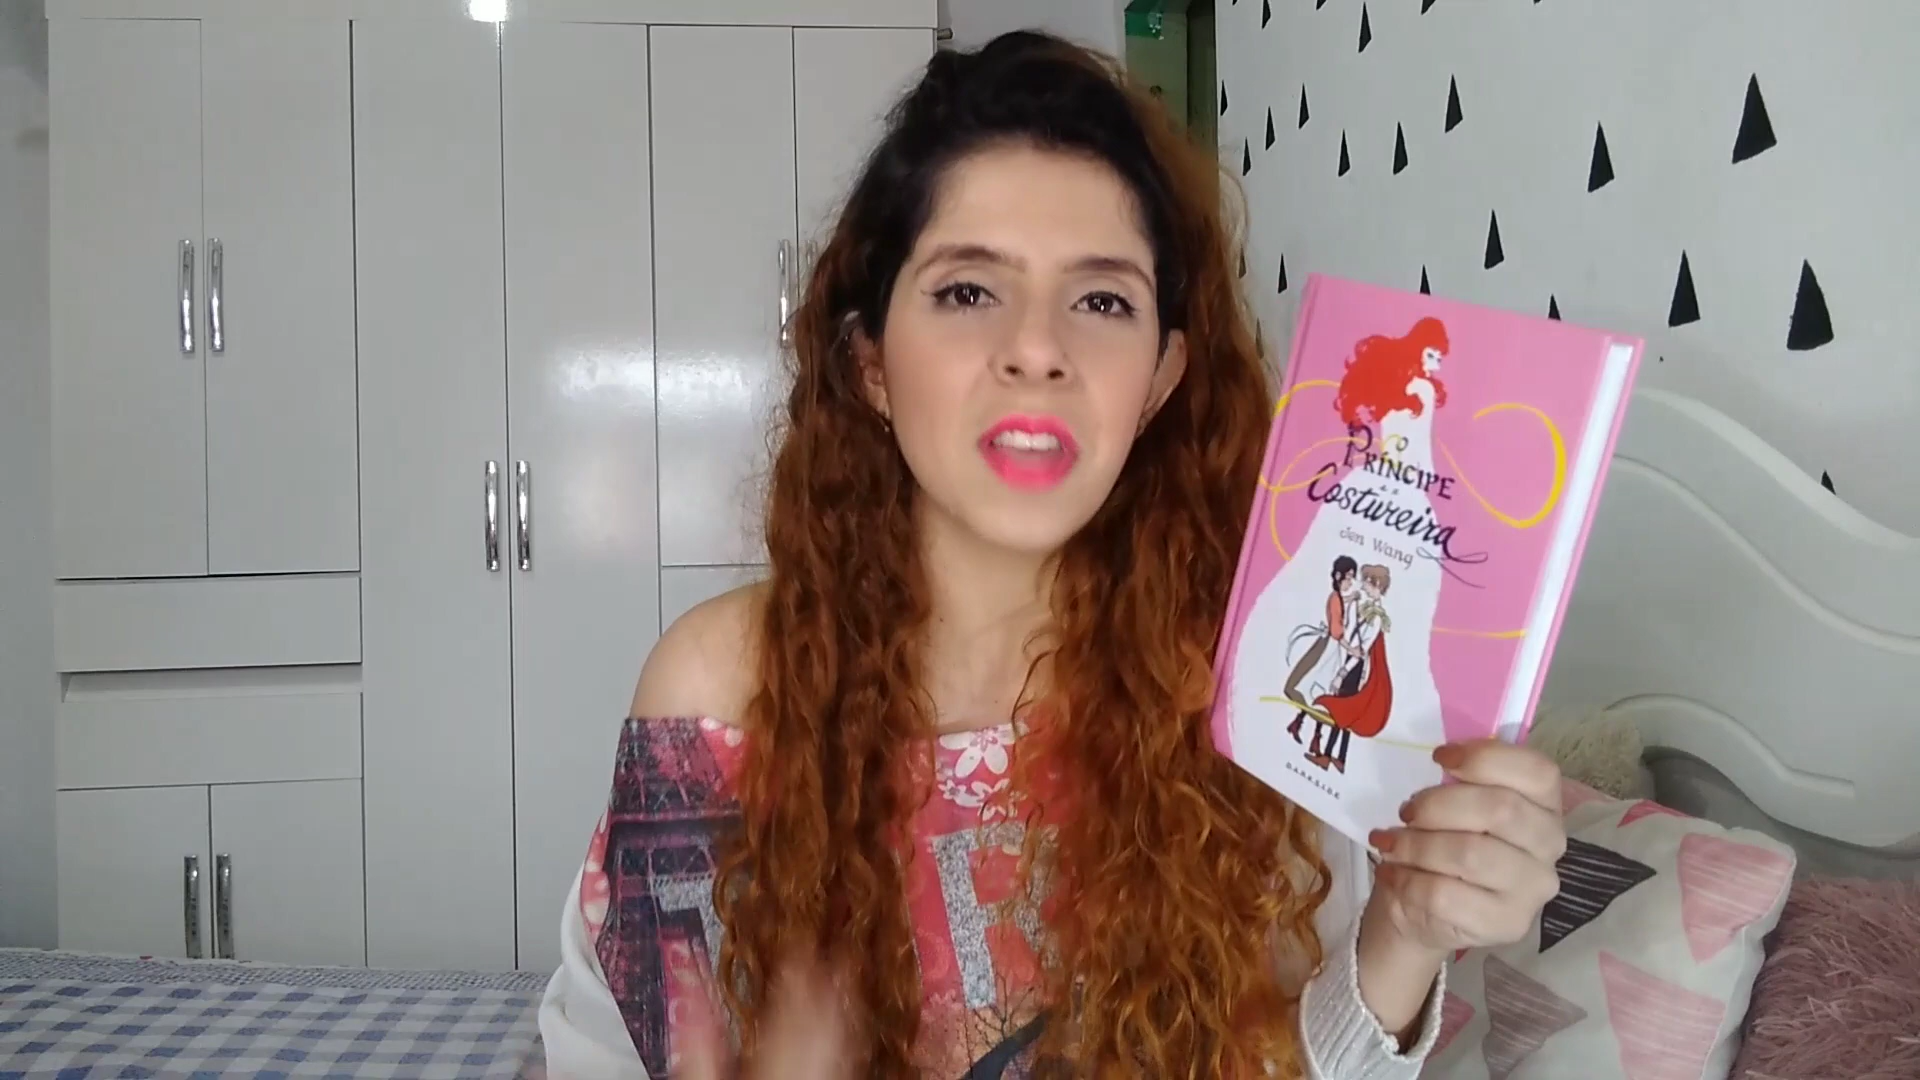 O
PRÍNCIPE
e a
Costureira
Jen Wang
DARKSIDE